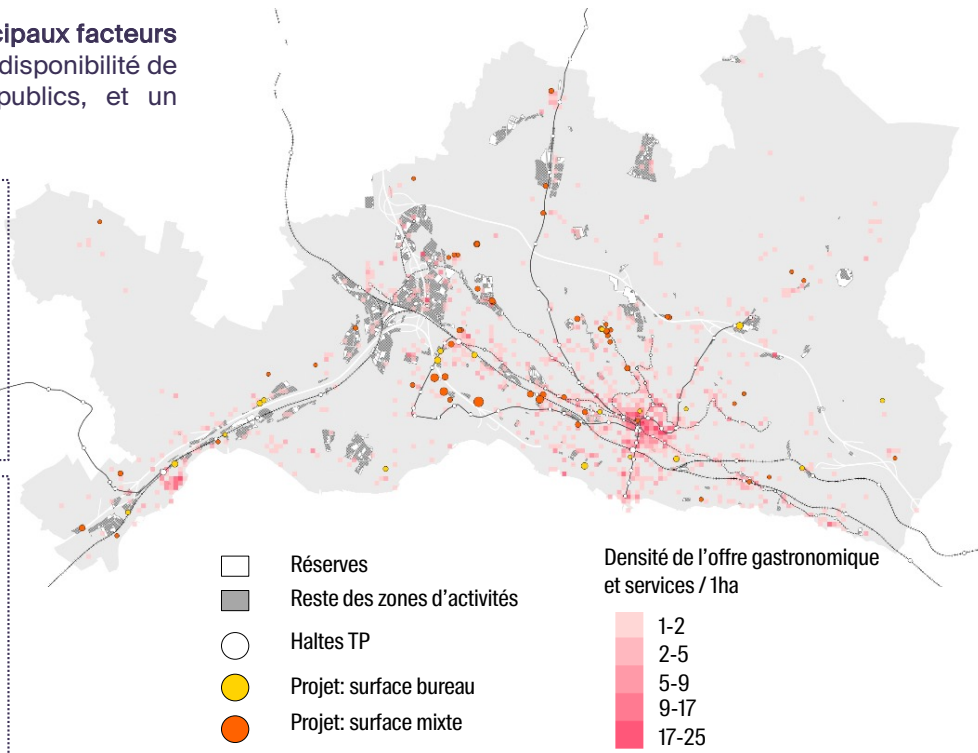 cipaux facteurs
disponibilité de
publics, et un
Réserves
Reste des zones d'activités
Haltes TP
Projet: surface bureau
Projet: surface mixte
Densité de l'offre gastronomique
et services / 1ha
1-2
2-5
5-9
9-17
17-25